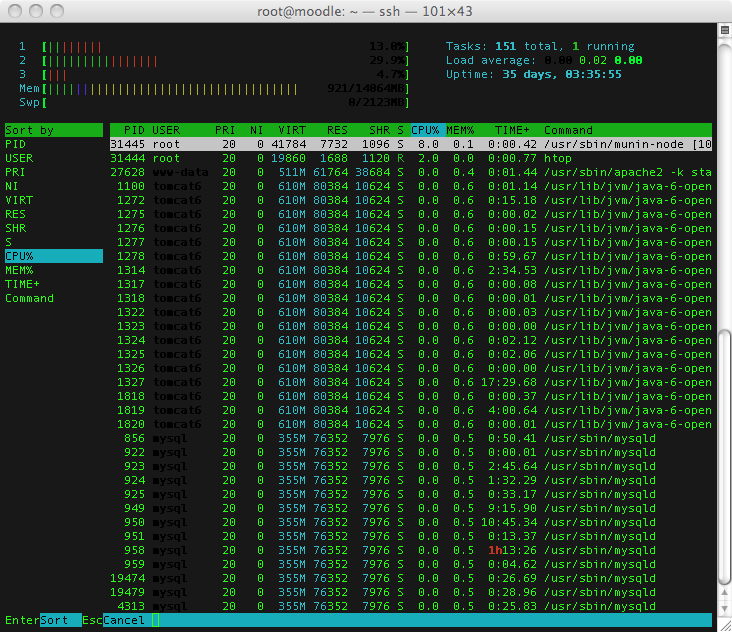 root@moodle: ~ — ssh — 101×43
1 [|||||||| 13.0%] Tasks: 151 total, 1 running
2 [|||||||||||||||| 29.9%] Load average: 0.00 0.02 0.00
3 [||| 4.7%] Uptime: 35 days, 03:35:55
Mem[||||||||||||||||||||||||||||||||||||| 921/14064MB]
Swp[ 0/2123MB]
Sort by PID USER PRI NI VIRT RES SHR S CPU% MEM% TIME+ Command
PID 31445 root 20 0 41784 7732 1096 S 8.0 0.1 0:00.42 /usr/sbin/munin-node [10
USER 31444 root 20 0 19860 1688 1120 R 2.0 0.0 0:00.77 htop
PRI 27628 www-data 20 0 511M 61764 38684 S 0.0 0.4 0:01.44 /usr/sbin/apache2 -k sta
NI 1100 tomcat6 20 0 610M 80384 10624 S 0.0 0.6 0:01.14 /usr/lib/jvm/java-6-open
VIRT 1272 tomcat6 20 0 610M 80384 10624 S 0.0 0.6 0:15.18 /usr/lib/jvm/java-6-open
RES 1275 tomcat6 20 0 610M 80384 10624 S 0.0 0.6 0:00.02 /usr/lib/jvm/java-6-open
SHR 1276 tomcat6 20 0 610M 80384 10624 S 0.0 0.6 0:00.15 /usr/lib/jvm/java-6-open
S 1277 tomcat6 20 0 610M 80384 10624 S 0.0 0.6 0:00.15 /usr/lib/jvm/java-6-open
CPU% 1278 tomcat6 20 0 610M 80384 10624 S 0.0 0.6 0:59.67 /usr/lib/jvm/java-6-open
MEM% 1314 tomcat6 20 0 610M 80384 10624 S 0.0 0.6 2:34.53 /usr/lib/jvm/java-6-open
TIME+ 1317 tomcat6 20 0 610M 80384 10624 S 0.0 0.6 0:00.08 /usr/lib/jvm/java-6-open
Command 1318 tomcat6 20 0 610M 80384 10624 S 0.0 0.6 0:00.01 /usr/lib/jvm/java-6-open
1322 tomcat6 20 0 610M 80384 10624 S 0.0 0.6 0:00.03 /usr/lib/jvm/java-6-open
1323 tomcat6 20 0 610M 80384 10624 S 0.0 0.6 0:00.00 /usr/lib/jvm/java-6-open
1324 tomcat6 20 0 610M 80384 10624 S 0.0 0.6 0:02.12 /usr/lib/jvm/java-6-open
1325 tomcat6 20 0 610M 80384 10624 S 0.0 0.6 0:02.06 /usr/lib/jvm/java-6-open
1326 tomcat6 20 0 610M 80384 10624 S 0.0 0.6 0:00.00 /usr/lib/jvm/java-6-open
1327 tomcat6 20 0 610M 80384 10624 S 0.0 0.6 17:29.68 /usr/lib/jvm/java-6-open
1818 tomcat6 20 0 610M 80384 10624 S 0.0 0.6 0:00.37 /usr/lib/jvm/java-6-open
1819 tomcat6 20 0 610M 80384 10624 S 0.0 0.6 4:00.64 /usr/lib/jvm/java-6-open
1820 tomcat6 20 0 610M 80384 10624 S 0.0 0.6 0:00.01 /usr/lib/jvm/java-6-open
856 mysql 20 0 355M 76352 7976 S 0.0 0.5 0:50.41 /usr/sbin/mysqld
922 mysql 20 0 355M 76352 7976 S 0.0 0.5 0:00.01 /usr/sbin/mysqld
923 mysql 20 0 355M 76352 7976 S 0.0 0.5 2:45.64 /usr/sbin/mysqld
924 mysql 20 0 355M 76352 7976 S 0.0 0.5 1:32.29 /usr/sbin/mysqld
925 mysql 20 0 355M 76352 7976 S 0.0 0.5 0:33.17 /usr/sbin/mysqld
949 mysql 20 0 355M 76352 7976 S 0.0 0.5 9:15.90 /usr/sbin/mysqld
950 mysql 20 0 355M 76352 7976 S 0.0 0.5 10:45.34 /usr/sbin/mysqld
951 mysql 20 0 355M 76352 7976 S 0.0 0.5 0:13.37 /usr/sbin/mysqld
958 mysql 20 0 355M 76352 7976 S 0.0 0.5 1h13:26 /usr/sbin/mysqld
959 mysql 20 0 355M 76352 7976 S 0.0 0.5 0:04.62 /usr/sbin/mysqld
19474 mysql 20 0 355M 76352 7976 S 0.0 0.5 0:26.69 /usr/sbin/mysqld
19479 mysql 20 0 355M 76352 7976 S 0.0 0.5 0:28.96 /usr/sbin/mysqld
4313 mysql 20 0 355M 76352 7976 S 0.0 0.5 0:25.83 /usr/sbin/mysqld
EnterSort EscCancel